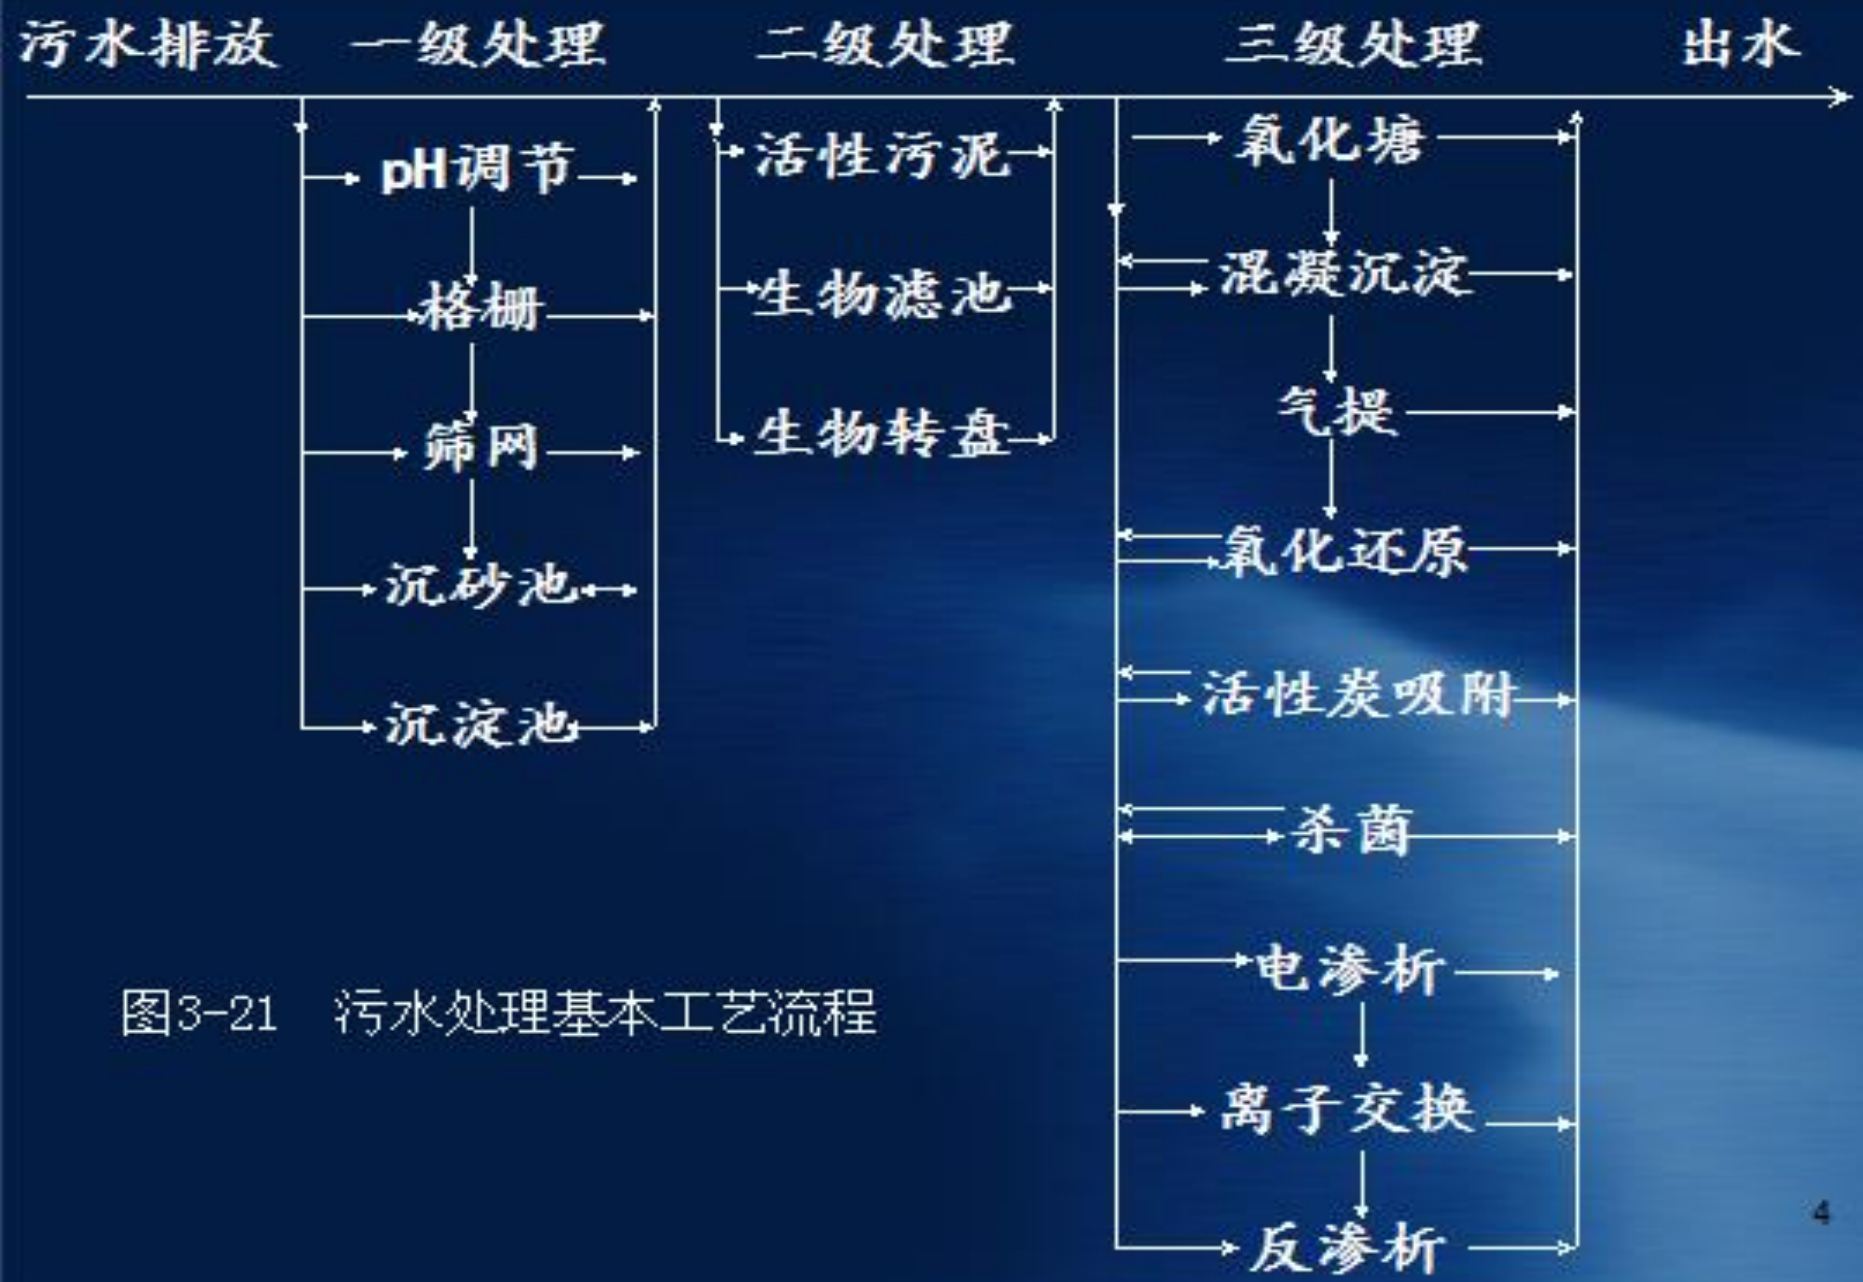 污水排放 一级处理 二级处理 三级处理 出水
pH调节
格栅
筛网
沉砂池
沉淀池
活性污泥
生物滤池
生物转盘
氧化塘
混凝沉淀
气提
氧化还原
活性炭吸附
杀菌
电渗析
离子交换
反渗析
图3-21 污水处理基本工艺流程
4